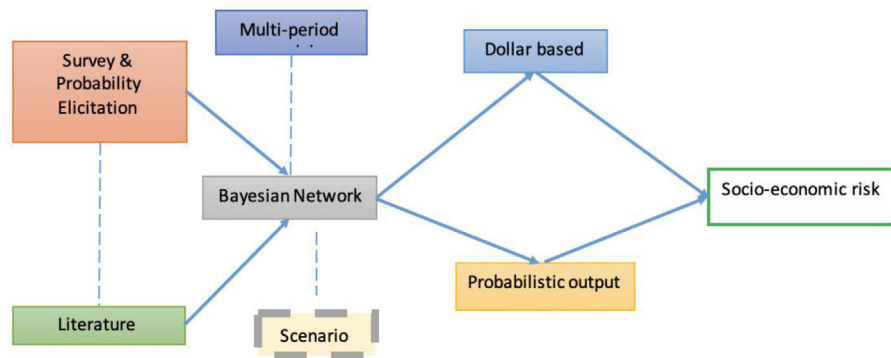 Multi-period
Survey &
Probability
Elicitation
Dollar based
Bayesian Network
Socio-economic risk
Probabilistic output
Literature
Scenario